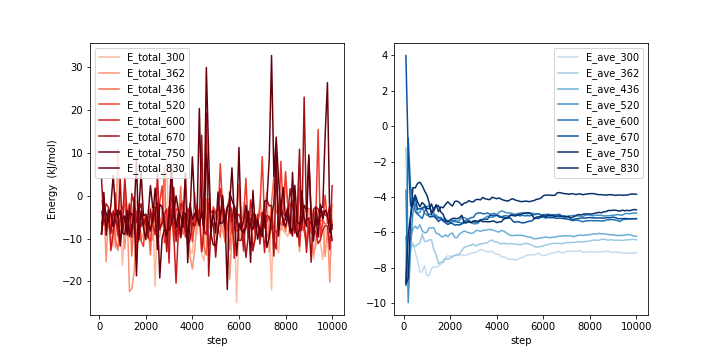 30
20
10
0
−10
−20
0
2000
4000
6000
8000
10000
step
Energy  (kJ/mol)
E_total_300
E_total_362
E_total_436
E_total_520
E_total_600
E_total_670
E_total_750
E_total_830
4
2
0
−2
−4
−6
−8
−10
0
2000
4000
6000
8000
10000
step
E_ave_300
E_ave_362
E_ave_436
E_ave_520
E_ave_600
E_ave_670
E_ave_750
E_ave_830